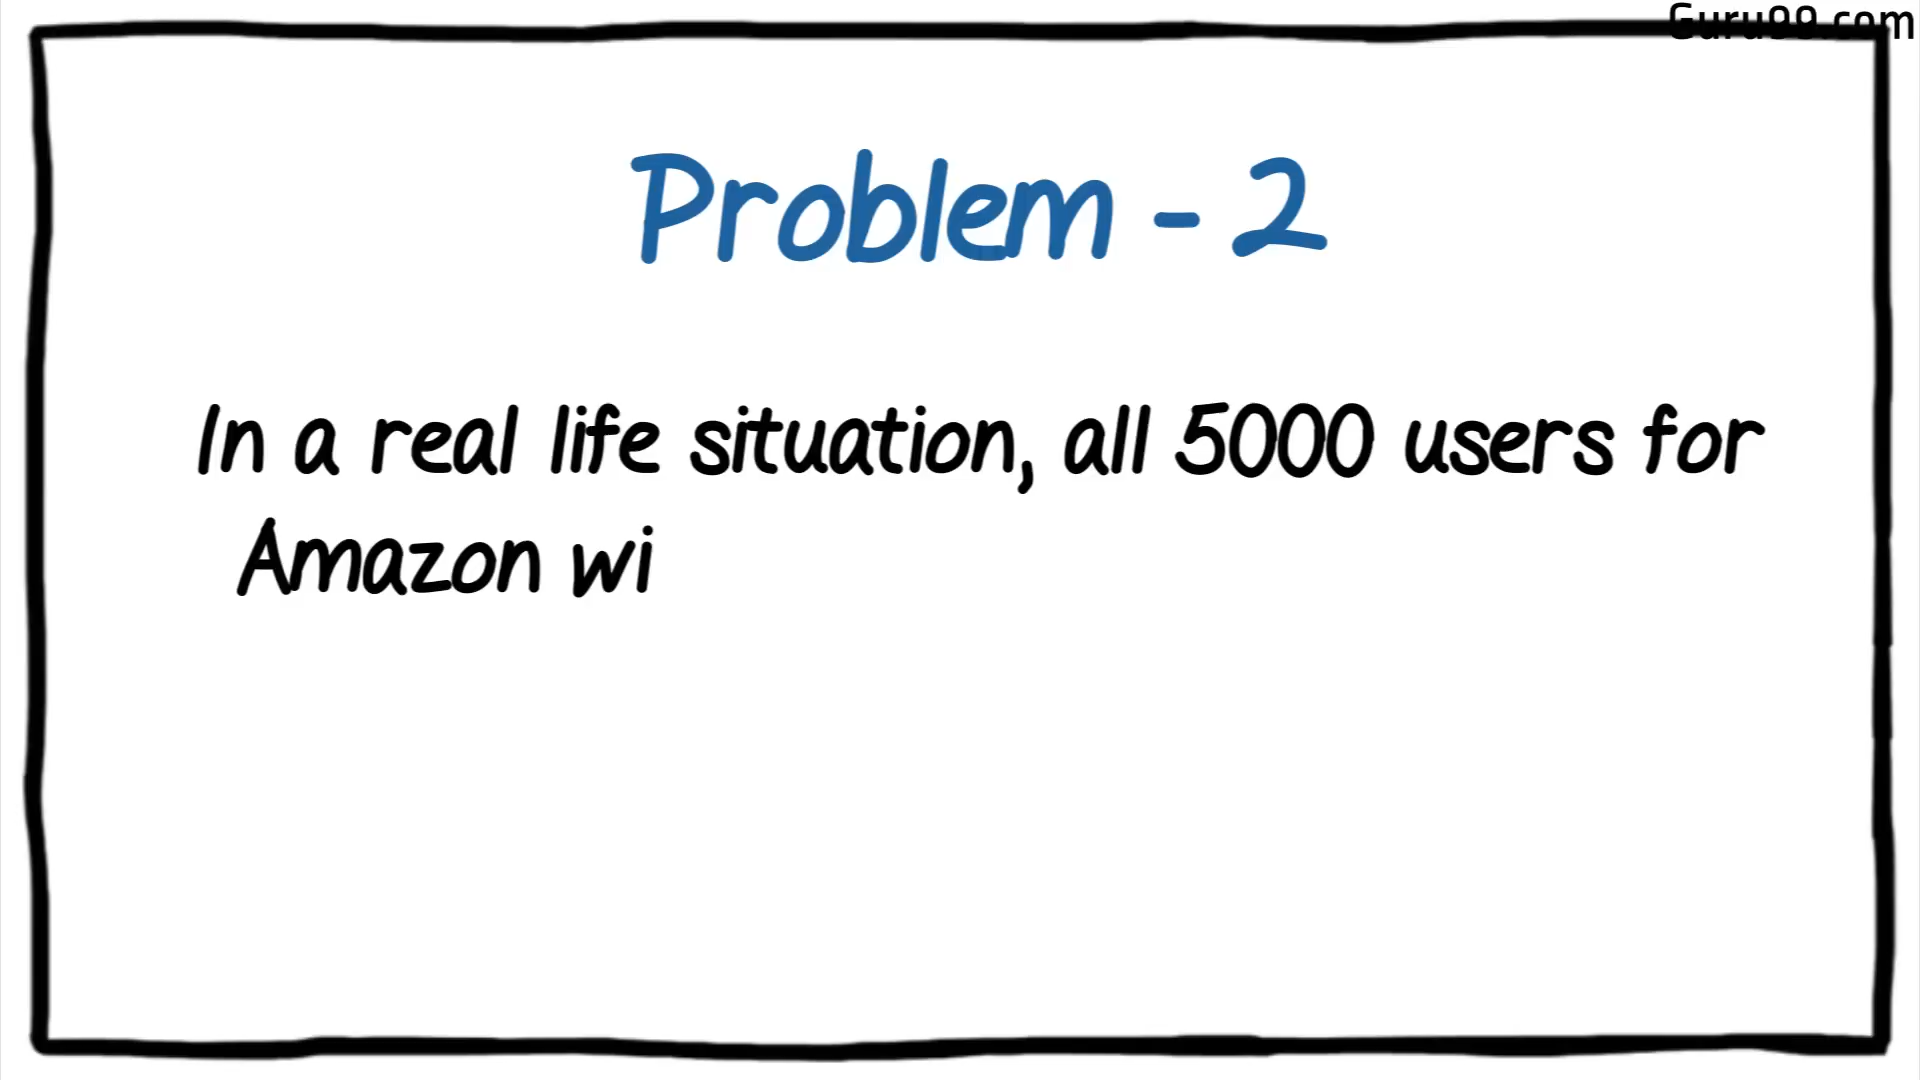 Guru99.com
Problem - 2
In a real life situation, all 5000 users for
Amazon wi